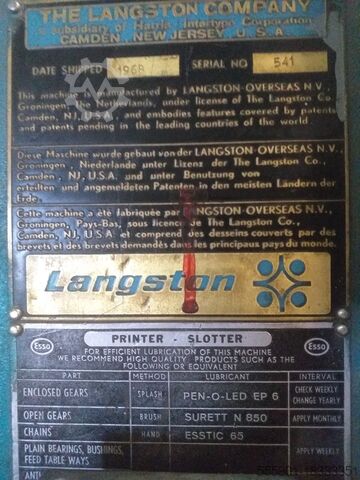 THE LANGSTON COMPANY
a subsidiary of Harris-Intertype Corporation
CAMDEN, NEW JERSEY, U.S.A.
DATE SHIPPED 1968 SERIAL NO 541
This machine is manufactured by LANGSTON-OVERSEAS N.V.,
Groningen, The Netherlands, under license of The Langston Co.,
Camden, N.J., U.S.A. and embodies features covered by patents
and patents pending in the leading countries of the world
Diese Maschine wurde gebaut von der LANGSTON-OVERSEAS N.V.,
Groningen, Niederlande unter Lizenz der The Langston Co.,
Camden, NJ., U.S.A. und unter Benutzung von
erteilten und angemeldeten Patenten in den meisten Ländern der
Erde.
Cette machine a été fabriquée par LANGSTON-OVERSEAS N.V.,
Groningen, Pays-Bas, sous licence de The Langston Co.,
Camden, NJ., U.S.A. et comprend des desseins couverts par des
brevets et des brevets demandés dans les principaux pays du monde.
Langston
Esso PRINTER - SLOTTER Esso
FOR EFFICIENT LUBRICATION OF THIS MACHINE
WE RECOMMEND HIGH QUALITY PRODUCTS SUCH AS THE
FOLLOWING OR EQUIVALENT
PART METHOD LUBRICANT INTERVAL
ENCLOSED GEARS SPLASH PEN-O-LED EP 6 CHECK WEEKLY
CHANGE YEARLY
OPEN GEARS BRUSH SURETT N 850 APPLY MONTHLY
CHAINS HAND ESSTIC 65
PLAIN BEARINGS, BUSHINGS, APPLY WEEKLY
FEED TABLE WAYS